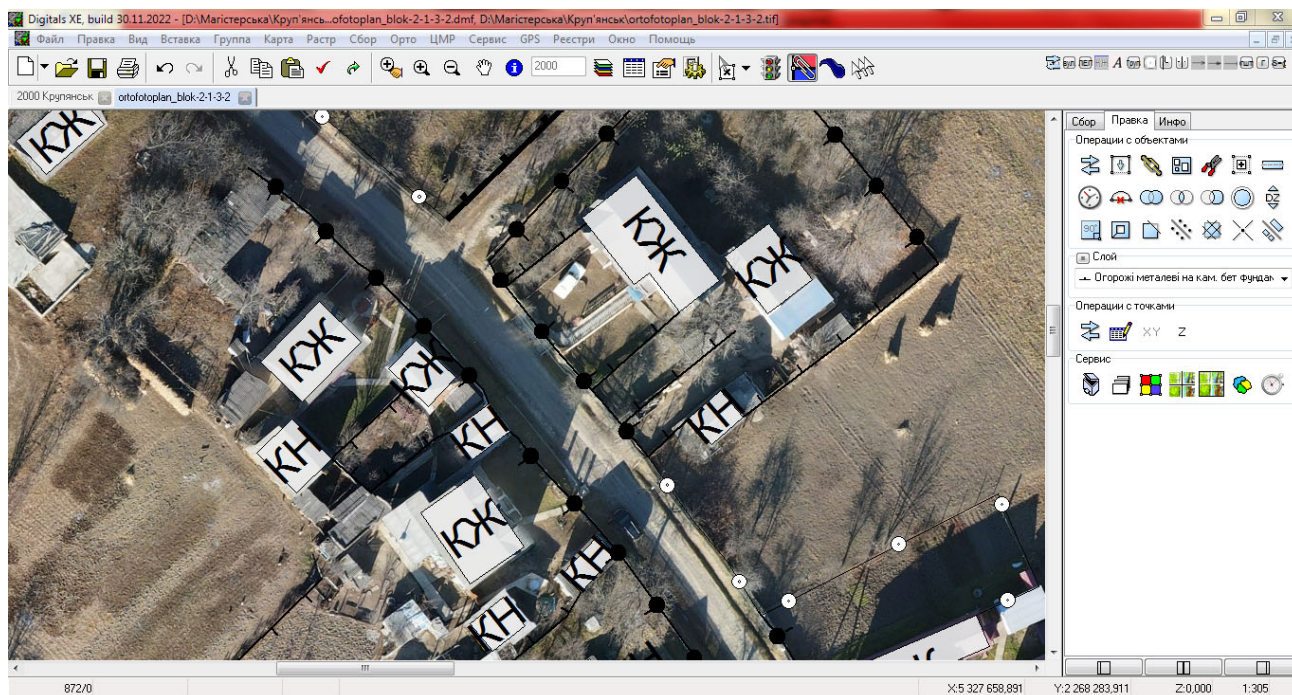 Digitals XE, build 30.11.2022 - [D:\Магістерська\Круп'янсь...ofotoplan_blok-2-1-3-2.dmf, D:\Магістерська\Круп'янськ\ortofotoplan_blok-2-1-3-2.tif]
Файл Правка Вид Вставка Группа Карта Растр Сбор Орто ЦМР Сервис GPS Реєстри Окно Помощь
2000
2000 Крупянськ ortofotoplan_blok-2-1-3-2
Сбор Правка Инфо
Операции с объектами
DZ
90°
Слой
Огорожі металеві на кам. бет фундам
Операции с точками
XY Z
Сервис
КЖ
КЖ
КЖ
КЖ
КЖ
КН
КН
КН
КЖ
КН
КН
КЖ
872/0 X:5 327 658,891 Y:2 268 283,911 Z:0,000 1:305